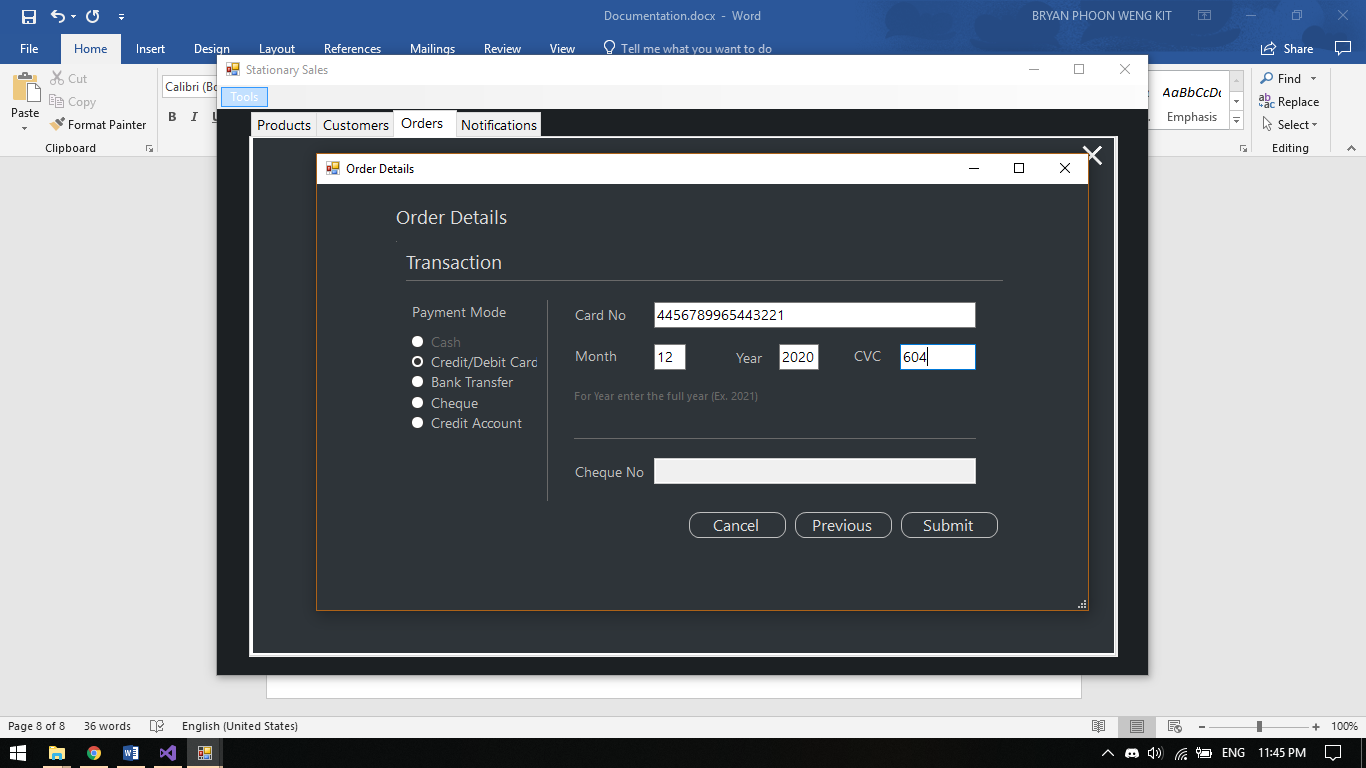 Documentation.docx - Word
BRYAN PHOON WENG KIT
File Home Insert Design Layout References Mailings Review View Tell me what you want to do Share
Paste
Cut
Copy
Format Painter
Clipboard
Calibri (Bo
B I U
AaBbCcDc
Emphasis
Find
Replace
Select
Editing
Stationary Sales
Tools
Products Customers Orders Notifications
Order Details
Order Details
Transaction
Payment Mode
Cash
Credit/Debit Card
Bank Transfer
Cheque
Credit Account
Card No 4456789965443221
Month 12 Year 2020 CVC 604
For Year enter the full year (Ex. 2021)
Cheque No
Cancel Previous Submit
Page 8 of 8 36 words English (United States) 100%
ENG 11:45 PM